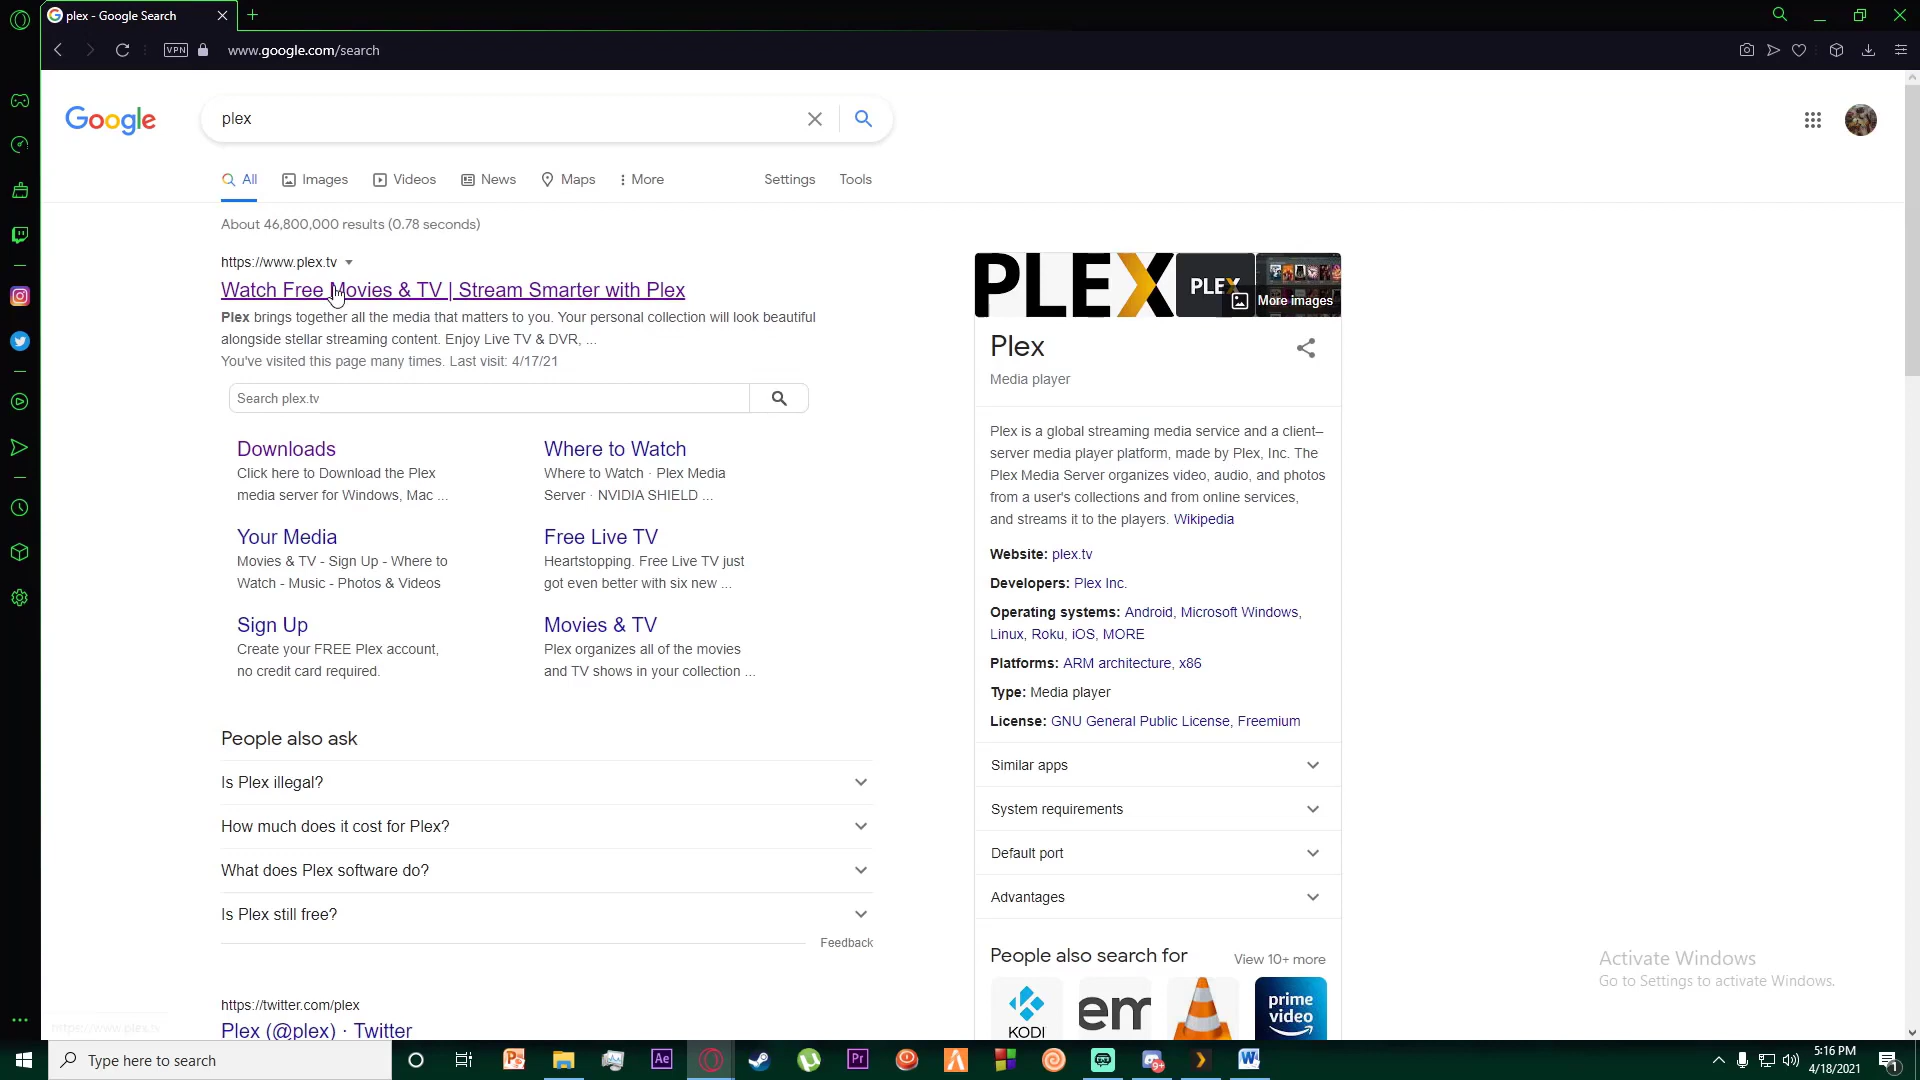 plex - Google Search
VPN
www.google.com/search
Google
plex
All
Images
Videos
News
Maps
More
Settings
Tools
About 46,800,000 results (0.78 seconds)
https://www.plex.tv
Watch Free Movies & TV | Stream Smarter with Plex
Plex brings together all the media that matters to you. Your personal collection will look beautiful
alongside stellar streaming content. Enjoy Live TV & DVR, ...
You've visited this page many times. Last visit: 4/17/21
Search plex.tv
Downloads
Click here to Download the Plex
media server for Windows, Mac ...
Where to Watch
Where to Watch · Plex Media
Server · NVIDIA SHIELD ...
Your Media
Movies & TV - Sign Up - Where to
Watch - Music - Photos & Videos
Free Live TV
Heartstopping. Free Live TV just
got even better with six new ...
Sign Up
Create your FREE Plex account,
no credit card required.
Movies & TV
Plex organizes all of the movies
and TV shows in your collection ...
People also ask
Is Plex illegal?
How much does it cost for Plex?
What does Plex software do?
Is Plex still free?
Feedback
https://twitter.com/plex
Plex (@plex) · Twitter
https://www.plex.tv
PLEX
PLEX
More images
Plex
Media player
Plex is a global streaming media service and a client–
server media player platform, made by Plex, Inc. The
Plex Media Server organizes video, audio, and photos
from a user's collections and from online services,
and streams it to the players. Wikipedia
Website: plex.tv
Developers: Plex Inc.
Operating systems: Android, Microsoft Windows,
Linux, Roku, iOS, MORE
Platforms: ARM architecture, x86
Type: Media player
License: GNU General Public License, Freemium
Similar apps
System requirements
Default port
Advantages
People also search for
View 10+ more
KODI
em
prime
video
Activate Windows
Go to Settings to activate Windows.
Type here to search
Ae
Pr
9+
W
5:16 PM
4/18/2021
1